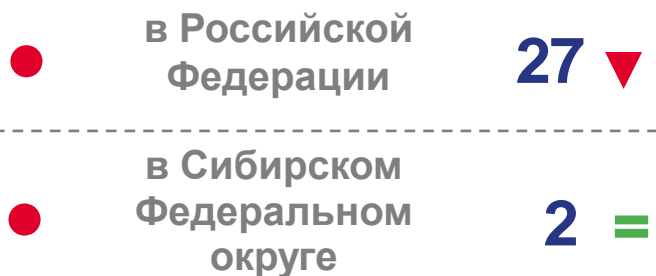 в Российской
Федерации
27 ▼
в Сибирском
Федеральном
округе
2 =